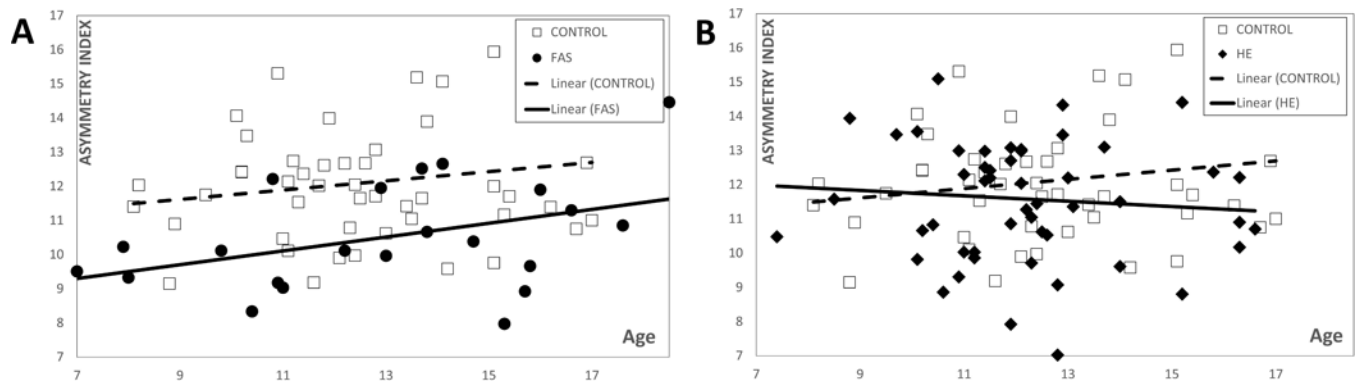 A
ASYMMETRY INDEX
17
16
15
14
13
12
11
10
9
8
7
7 9 11 13 15 17
Age
CONTROL
FAS
Linear (CONTROL)
Linear (FAS)
B
ASYMMETRY INDEX
17
16
15
14
13
12
11
10
9
8
7
7 9 11 13 15 17
Age
CONTROL
HE
Linear (CONTROL)
Linear (HE)